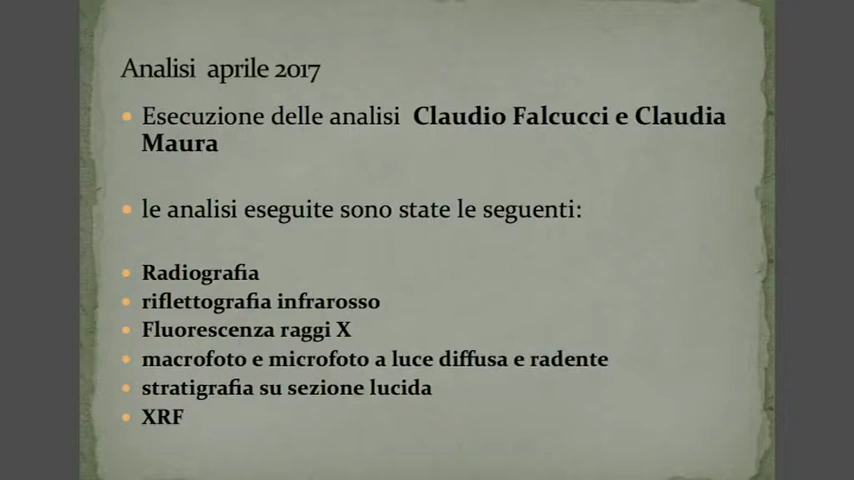 Analisi aprile 2017
Esecuzione delle analisi Claudio Falcucci e Claudia
Maura
le analisi eseguite sono state le seguenti:
Radiografia
riflettografia infrarosso
Fluorescenza raggi X
macrofoto e microfoto a luce diffusa e radente
stratigrafia su sezione lucida
XRF